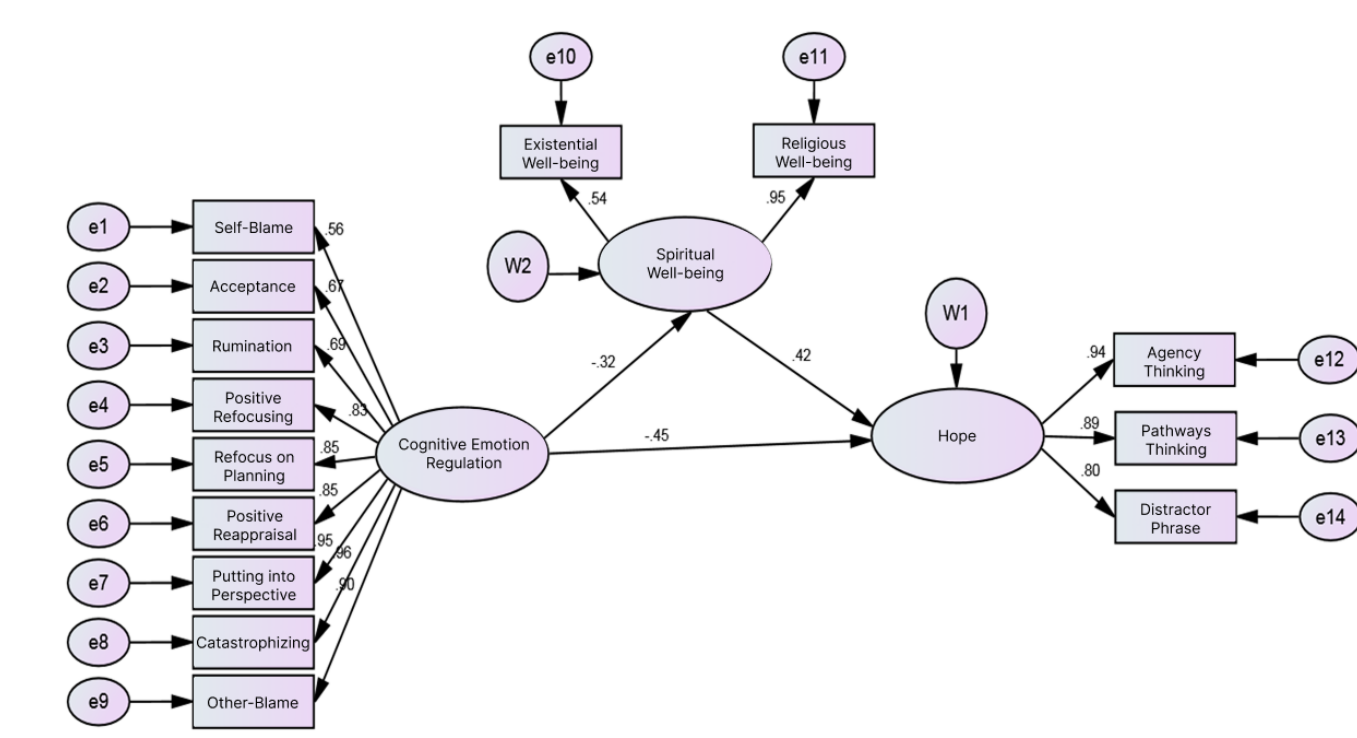 e10
e11
Existential
Well-being
Religious
Well-being
.54
.95
e1
Self-Blame
.56
W2
Spiritual
Well-being
e2
Acceptance
.67
W1
e3
Rumination
.69
-.32
.42
.94
Agency
Thinking
e12
e4
Positive
Refocusing
.83
Cognitive Emotion
Regulation
-.45
Hope
.89
Pathways
Thinking
e13
e5
Refocus on
Planning
.85
.80
e6
Positive
Reappraisal
.85
Distractor
Phrase
e14
.95
.96
e7
Putting into
Perspective
.90
e8
Catastrophizing
e9
Other-Blame